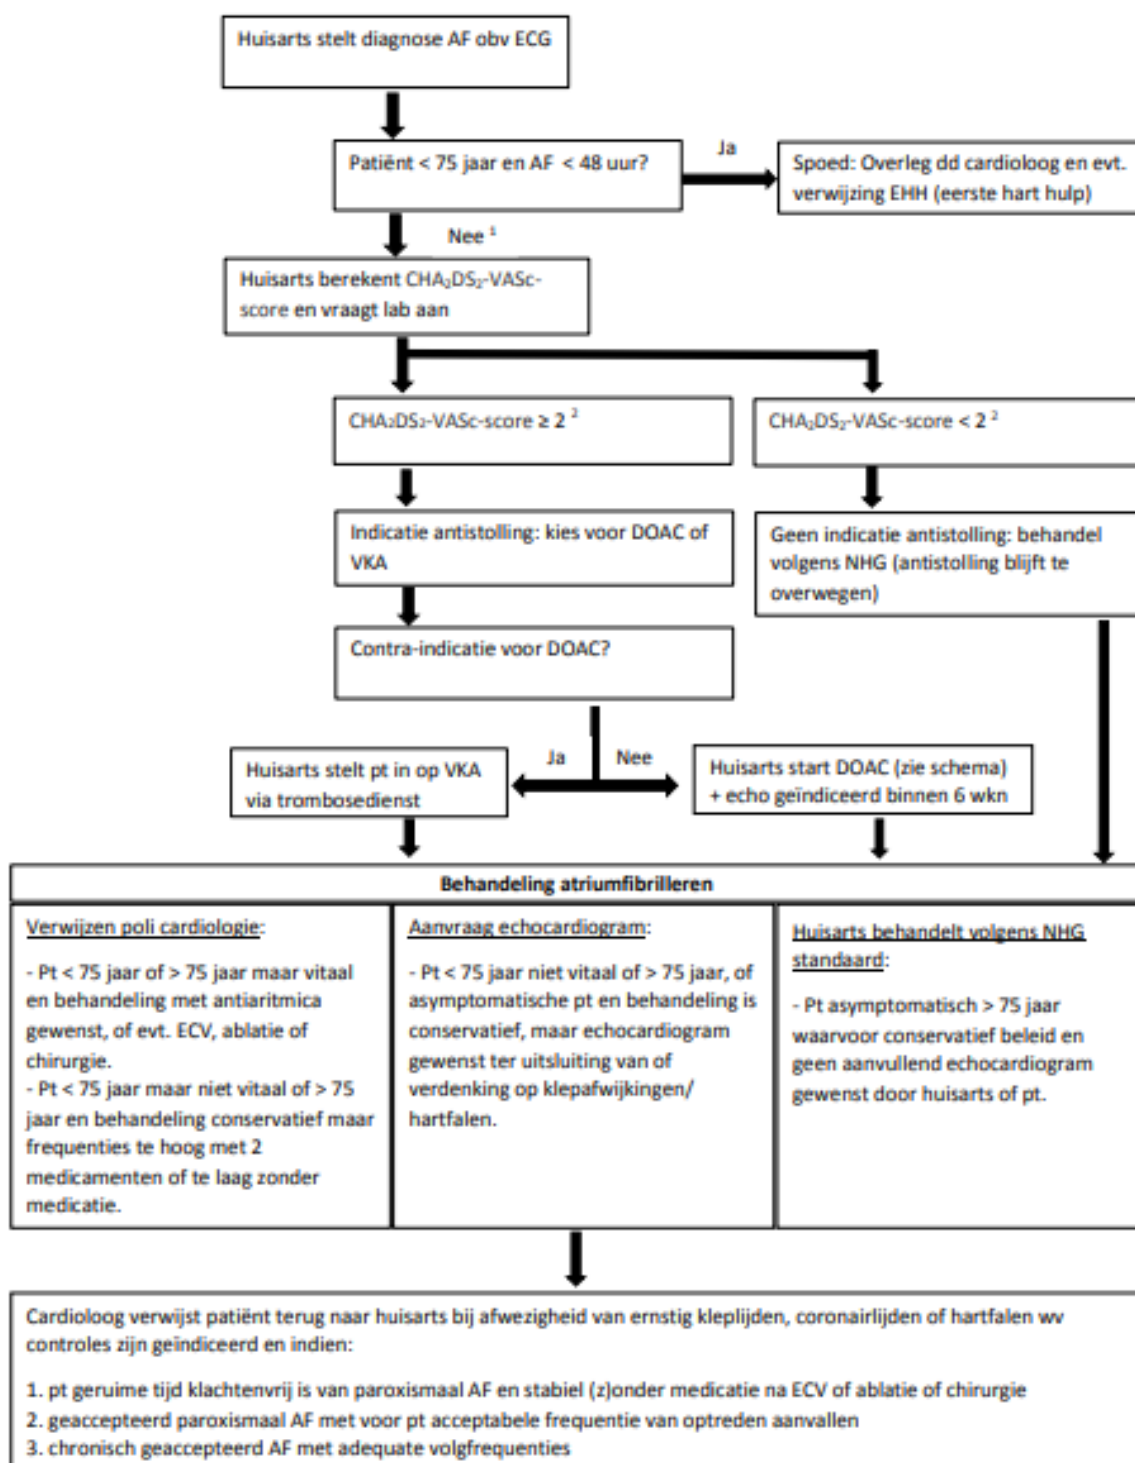 Huisarts stelt diagnose AF obv ECG
Patiënt < 75 jaar en AF < 48 uur?
Ja
Spoed: Overleg dd cardioloog en evt.
verwijzing EHH (eerste hart hulp)
Nee ¹
Huisarts berekent CHA₂DS₂-VASc-
score en vraagt lab aan
CHA₂DS₂-VASc-score ≥ 2 ²
CHA₂DS₂-VASc-score < 2 ²
Indicatie antistolling: kies voor DOAC of
VKA
Geen indicatie antistolling: behandel
volgens NHG (antistolling blijft te
overwegen)
Contra-indicatie voor DOAC?
Ja
Nee
Huisarts stelt pt in op VKA
via trombosedienst
Huisarts start DOAC (zie schema)
+ echo geïndiceerd binnen 6 wkn
Behandeling atriumfibrilleren
Verwijzen poli cardiologie:
- Pt < 75 jaar of > 75 jaar maar vitaal
en behandeling met antiaritmica
gewenst, of evt. ECV, ablatie of
chirurgie.
- Pt < 75 jaar maar niet vitaal of > 75
jaar en behandeling conservatief maar
frequenties te hoog met 2
medicamenten of te laag zonder
medicatie.
Aanvraag echocardiogram:
- Pt < 75 jaar niet vitaal of > 75 jaar, of
asymptomatische pt en behandeling is
conservatief, maar echocardiogram
gewenst ter uitsluiting van of
verdenking op klepafwijkingen/
hartfalen.
Huisarts behandelt volgens NHG
standaard:
- Pt asymptomatisch > 75 jaar
waarvoor conservatief beleid en
geen aanvullend echocardiogram
gewenst door huisarts of pt.
Cardioloog verwijst patiënt terug naar huisarts bij afwezigheid van ernstig kleplijden, coronairlijden of hartfalen wv
controles zijn geïndiceerd en indien:
1. pt geruime tijd klachtenvrij is van paroxismaal AF en stabiel (z)onder medicatie na ECV of ablatie of chirurgie
2. geaccepteerd paroxismaal AF met voor pt acceptabele frequentie van optreden aanvallen
3. chronisch geaccepteerd AF met adequate volgfrequenties